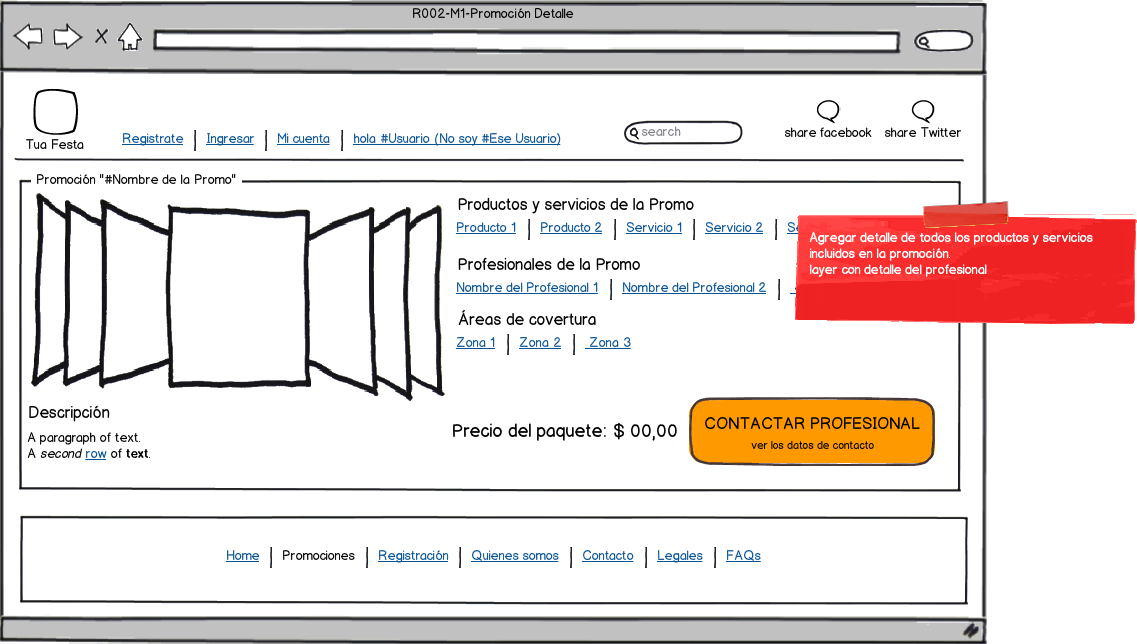 R002-M1-Promoción Detalle
search
share facebook
share Twitter
Tua Festa
Registrate
Ingresar
Mi cuenta
hola #Usuario (No soy #Ese Usuario)
Promoción "#Nombre de la Promo"
Productos y servicios de la Promo
Producto 1
Producto 2
Servicio 1
Servicio 2
Agregar detalle de todos los productos y servicios
incluidos en la promoción.
layer con detalle del profesional
Profesionales de la Promo
Nombre del Profesional 1
Nombre del Profesional 2
Áreas de covertura
Zona 1
Zona 2
Zona 3
Descripción
A paragraph of text.
A second row of text.
Precio del paquete: $ 00,00
CONTACTAR PROFESIONAL
ver los datos de contacto
Home
Promociones
Registración
Quienes somos
Contacto
Legales
FAQs